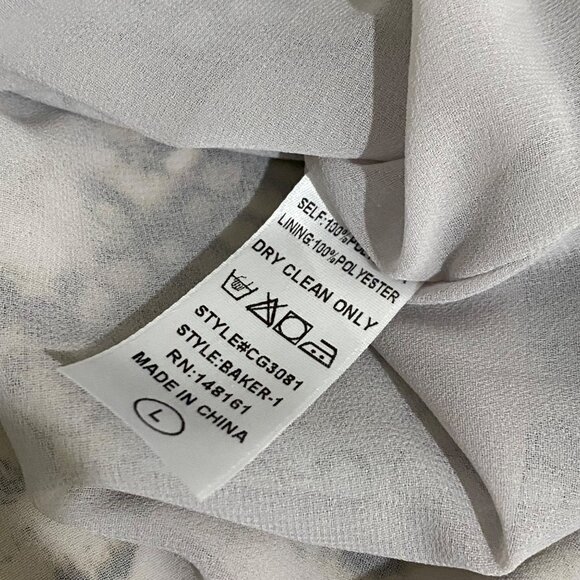 SELF:100%
LINING:100%POLYESTER
DRY CLEAN ONLY
STYLE#CG3081
STYLE:BAKER-1
RN:148161
MADE IN CHINA
L